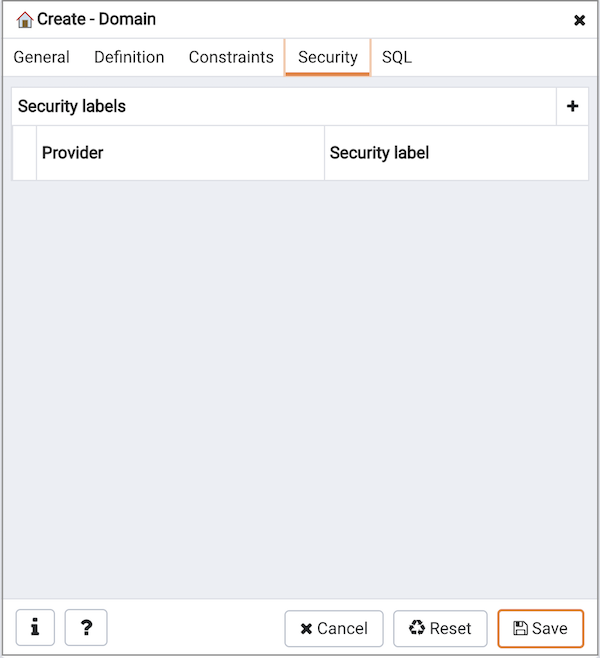 Create - Domain
General Definition Constraints Security SQL
Security labels
Provider Security label
i ? Cancel Reset Save